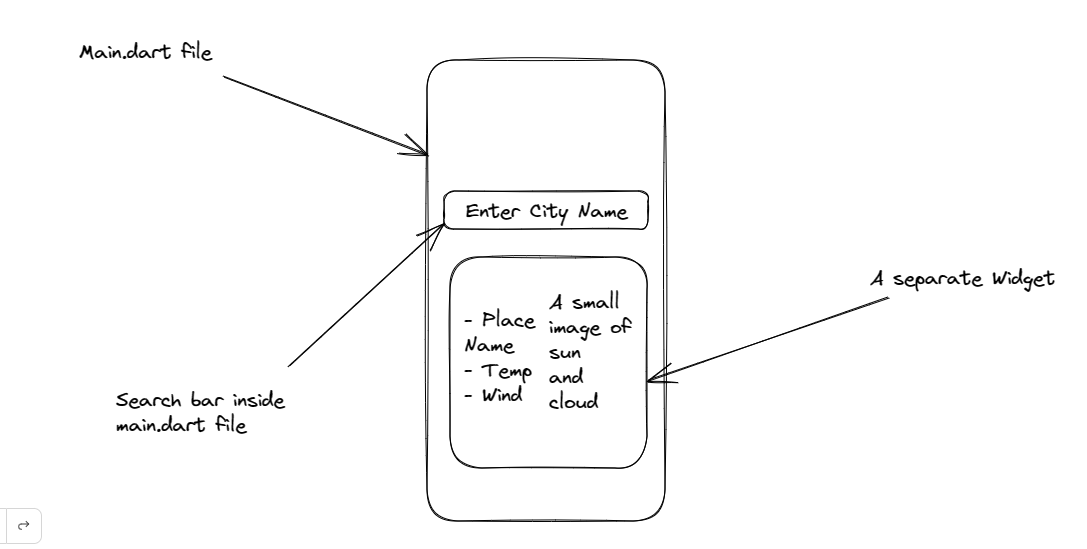 Main.dart file
Enter City Name
A separate Widget
- Place
Name
- Temp
- Wind
A small
image of
sun
and
cloud
Search bar inside
main.dart file